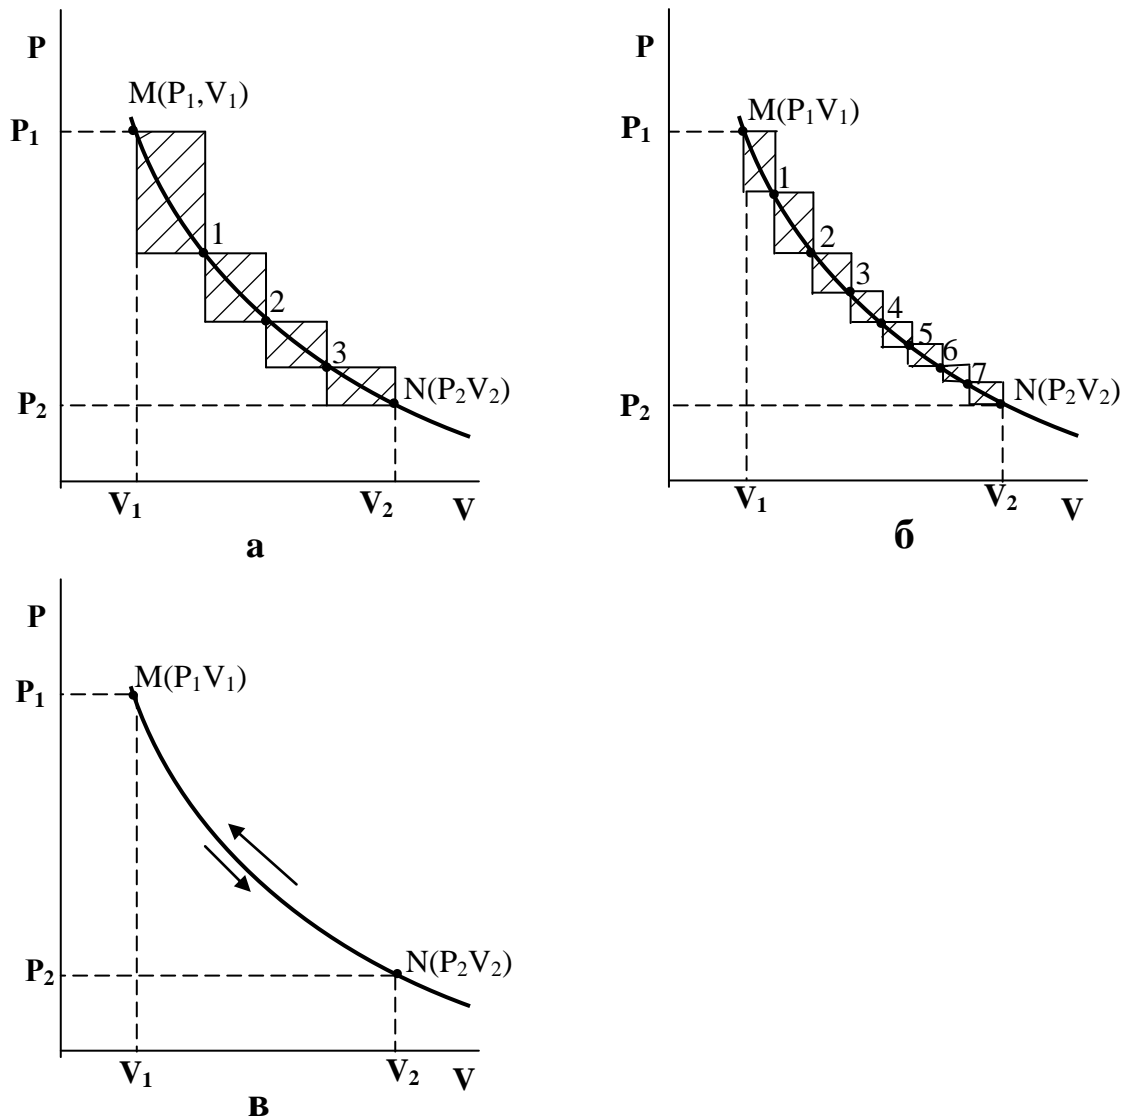 P
M(P₁,V₁)
P₁
1
2
3
N(P₂V₂)
P₂
V₁
V₂
V
а
P
M(P₁V₁)
P₁
1
2
3
4
5
6
7
N(P₂V₂)
P₂
V₁
V₂
V
б
P
M(P₁V₁)
P₁
N(P₂V₂)
P₂
V₁
V₂
V
в